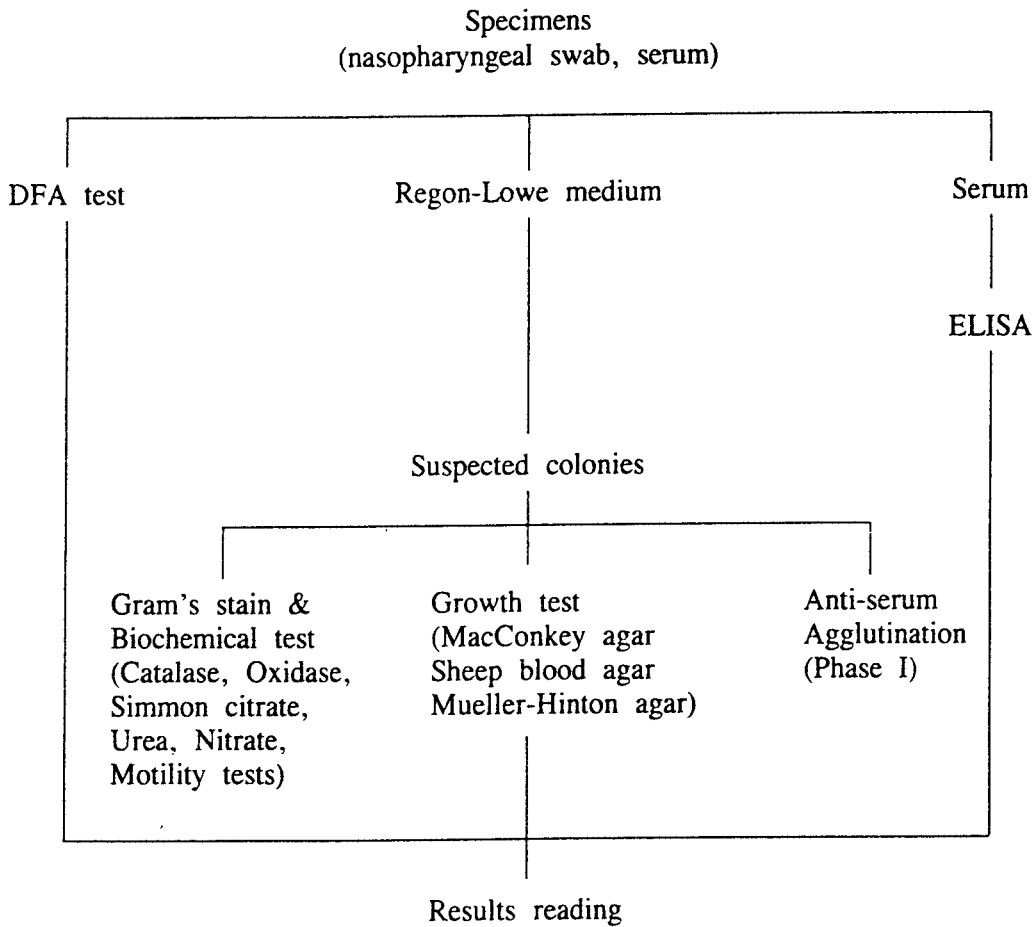 Specimens
(nasopharyngeal swab, serum)
DFA test
Regon-Lowe medium
Serum
ELISA
Suspected colonies
Gram's stain &
Biochemical test
(Catalase, Oxidase,
Simmon citrate,
Urea, Nitrate,
Motility tests)
Growth test
(MacConkey agar
Sheep blood agar
Mueller-Hinton agar)
Anti-serum
Agglutination
(Phase I)
Results reading